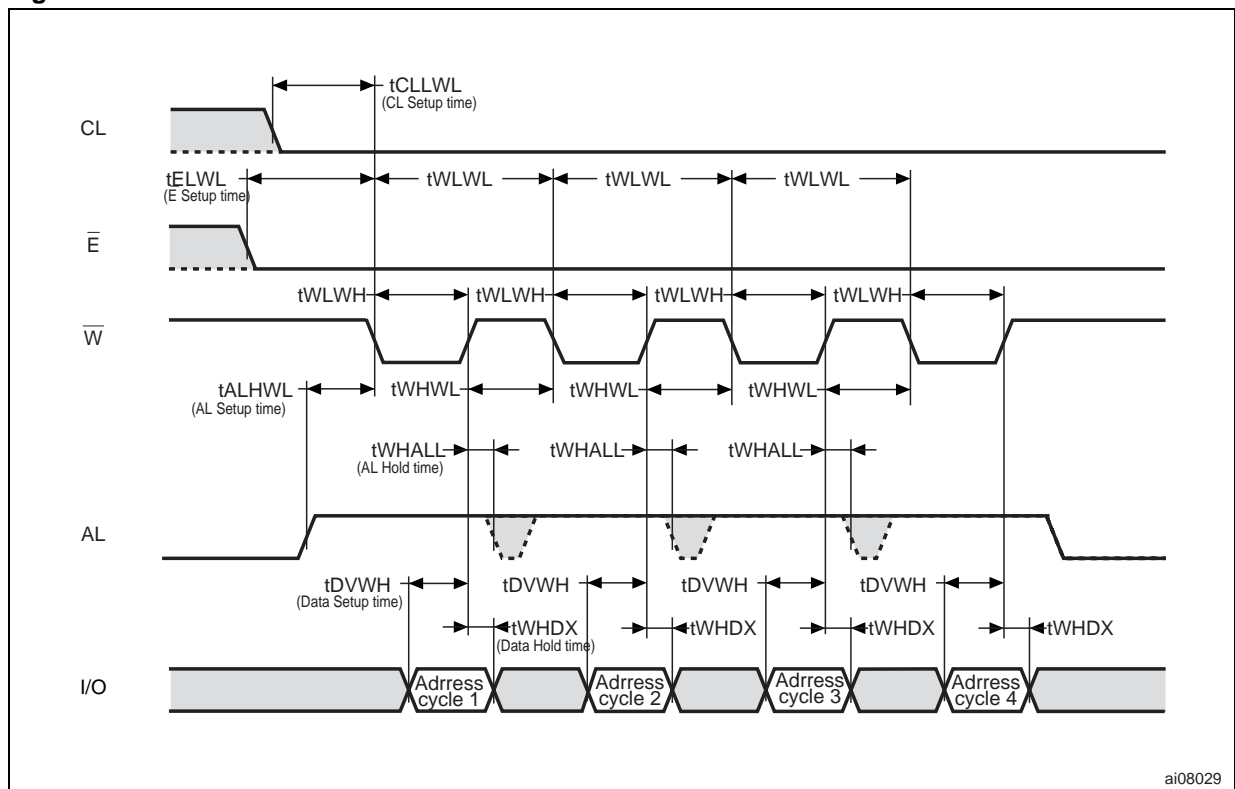 tCLLWL
(CL Setup time)
CL
tELWL
(E Setup time)
tWLWL
tWLWL
tWLWL
E
tWLWH
tWLWH
tWLWH
tWLWH
W
tALHWL
(AL Setup time)
tWHWL
tWHWL
tWHWL
tWHALL
(AL Hold time)
tWHALL
tWHALL
AL
tDVWH
(Data Setup time)
tDVWH
tDVWH
tDVWH
tWHDX
(Data Hold time)
tWHDX
tWHDX
tWHDX
I/O
Adrress
cycle 1
Adrress
cycle 2
Adrress
cycle 3
Adrress
cycle 4
ai08029